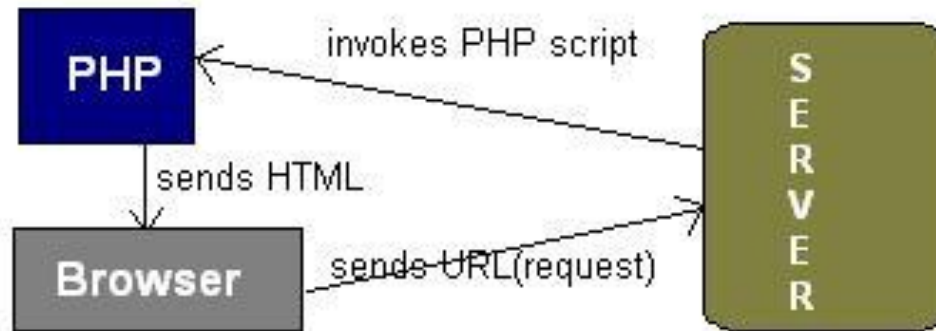 invokes PHP script
PHP
S
E
R
V
E
R
sends HTML
sends URL(request)
Browser